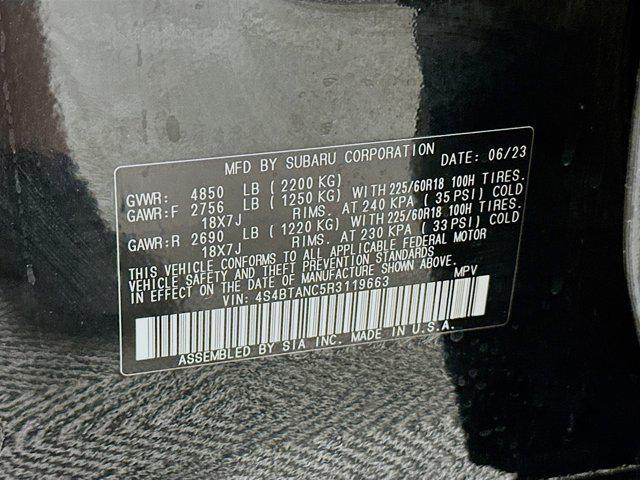 MFD BY SUBARU CORPORATION DATE: 06/23
GVWR: 4850 LB ( 2200 KG)
GAWR:F 2756 LB ( 1250 KG) WITH 225/60R18 100H TIRES.
18X7J RIMS. AT 240 KPA ( 35 PSI) COLD
GAWR:R 2690 LB ( 1220 KG) WITH 225/60R18 100H TIRES.
18X7J RIMS. AT 230 KPA ( 33 PSI) COLD
THIS VEHICLE CONFORMS TO ALL APPLICABLE FEDERAL MOTOR
VEHICLE SAFETY AND THEFT PREVENTION STANDARDS
IN EFFECT ON THE DATE OF MANUFACTURE SHOWN ABOVE.
VIN: 4S4BTANC5R3119663 MPV
ASSEMBLED BY SIA INC. MADE IN U.S.A.